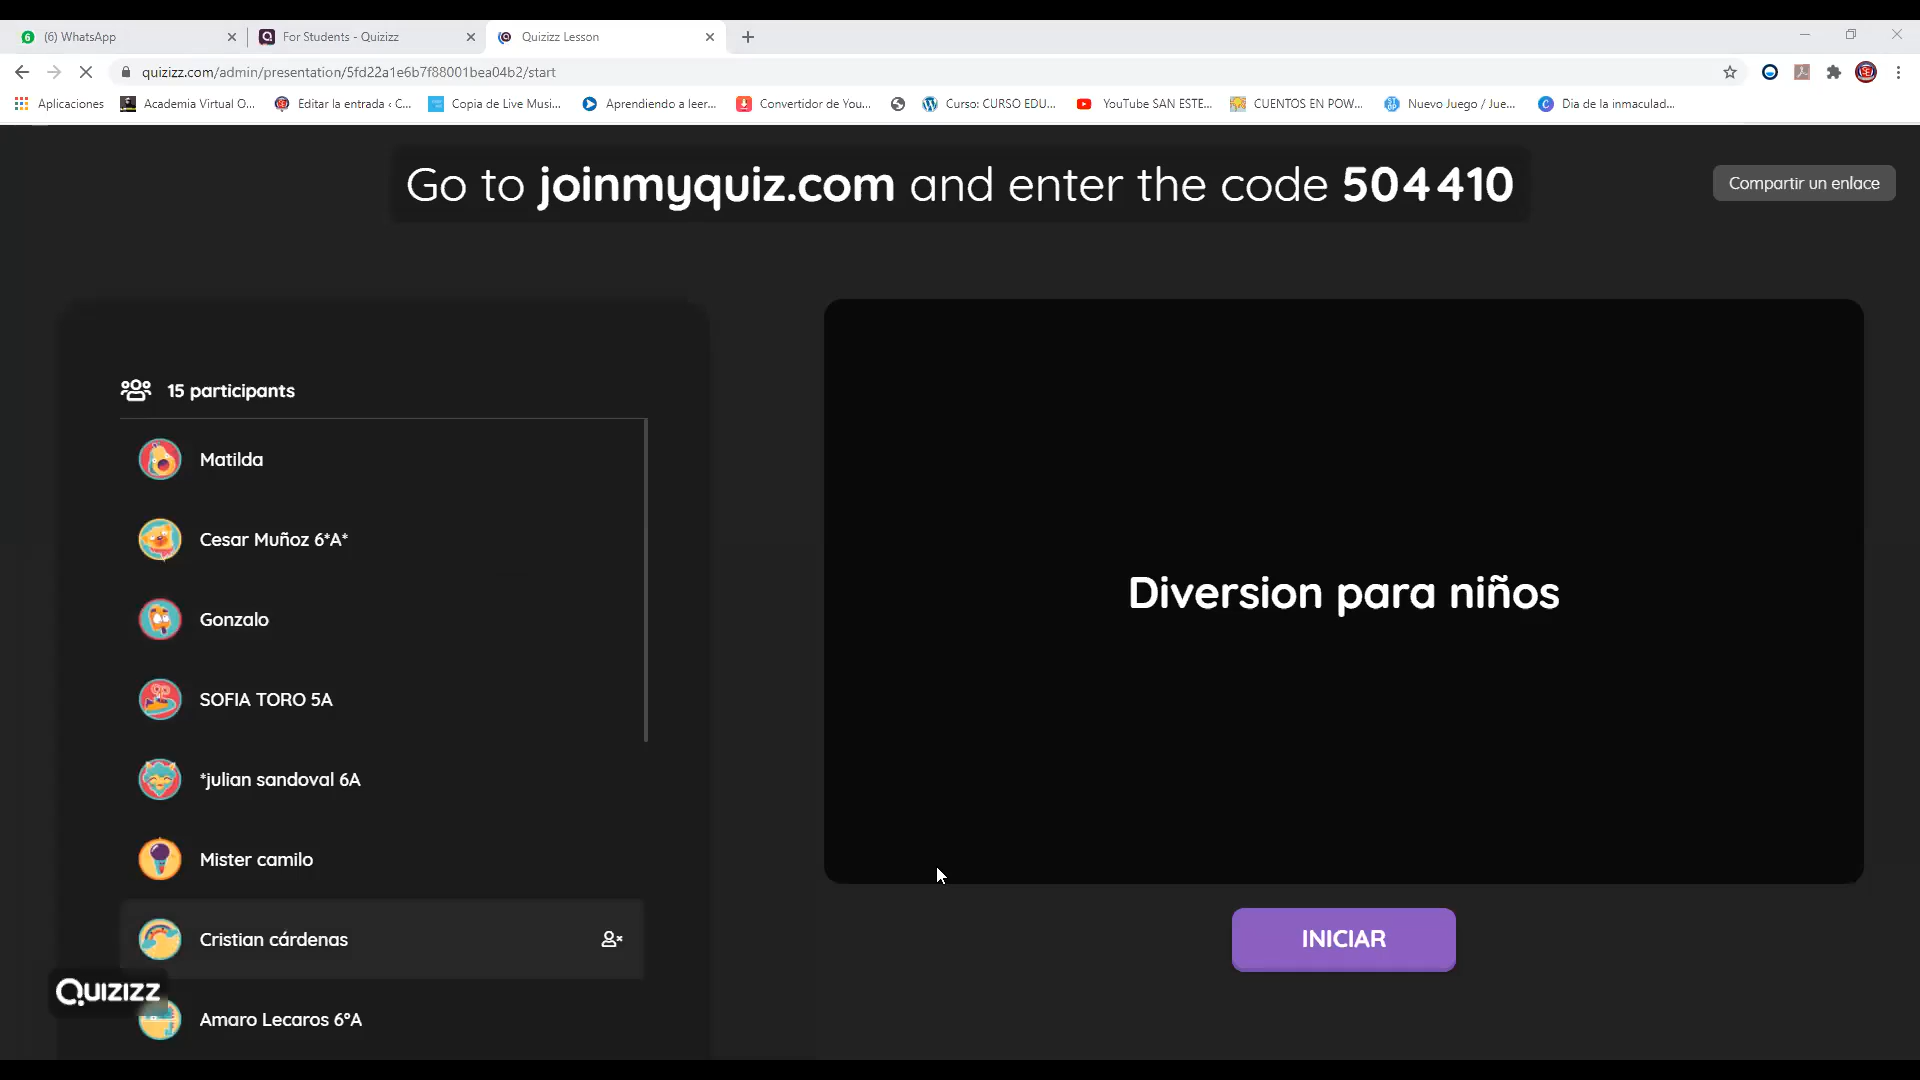 (6) WhatsApp
For Students - Quizizz
Quizizz Lesson
quizizz.com/admin/presentation/5fd22a1e6b7f88001bea04b2/start
Aplicaciones
Academia Virtual O...
Editar la entrada ‹ C...
Copia de Live Musi...
Aprendiendo a leer...
Convertidor de You...
Curso: CURSO EDU...
YouTube SAN ESTE...
CUENTOS EN POW...
Nuevo Juego / Jue...
Dia de la inmaculad...
Go to joinmyquiz.com and enter the code 504410
Compartir un enlace
15 participants
Matilda
Cesar Muñoz 6*A*
Gonzalo
SOFIA TORO 5A
*julian sandoval 6A
Mister camilo
Cristian cárdenas
Amaro Lecaros 6°A
Quizizz
Diversion para niños
INICIAR